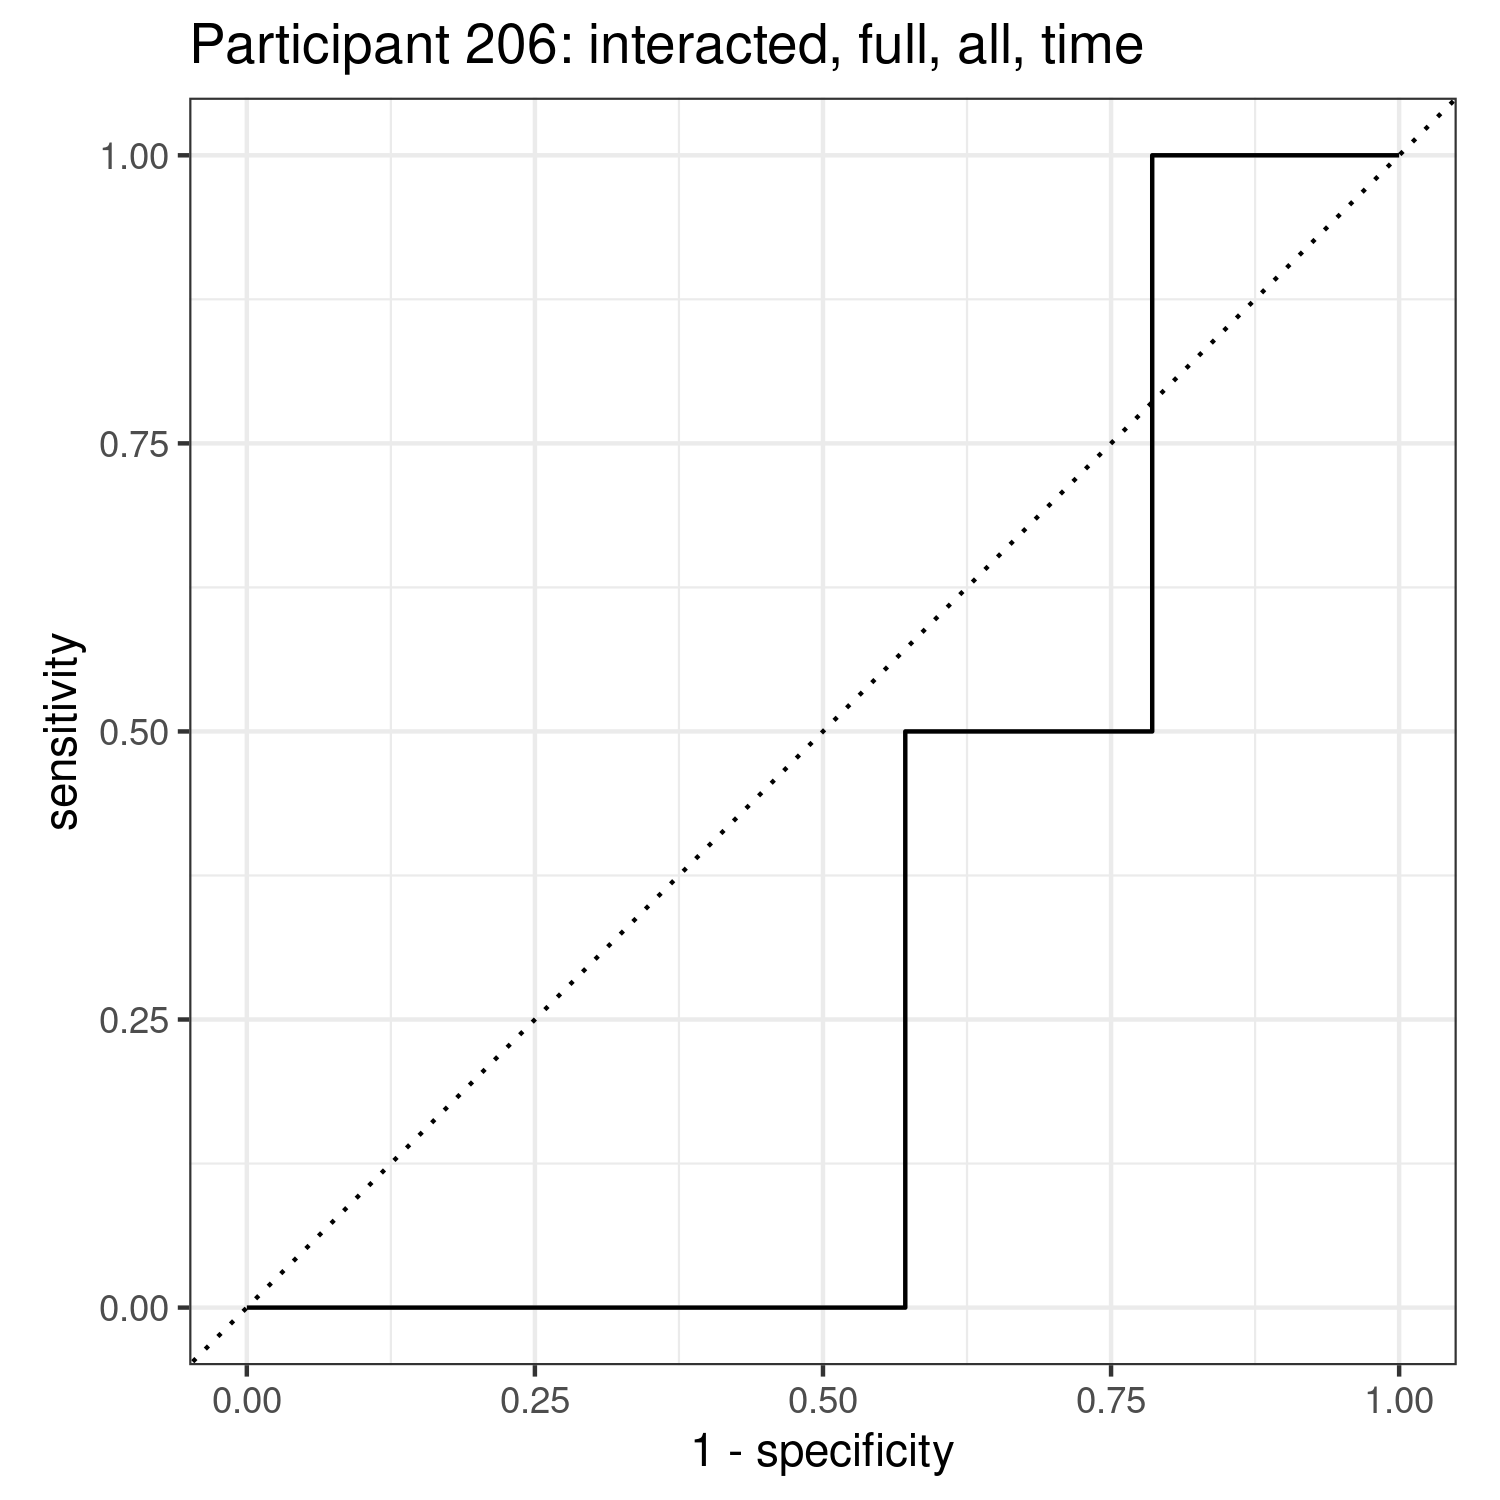 Participant 206: interacted, full, all, time
1.00
0.75
0.50
0.25
0.00
sensitivity
0.00 0.25 0.50 0.75 1.00
1 - specificity